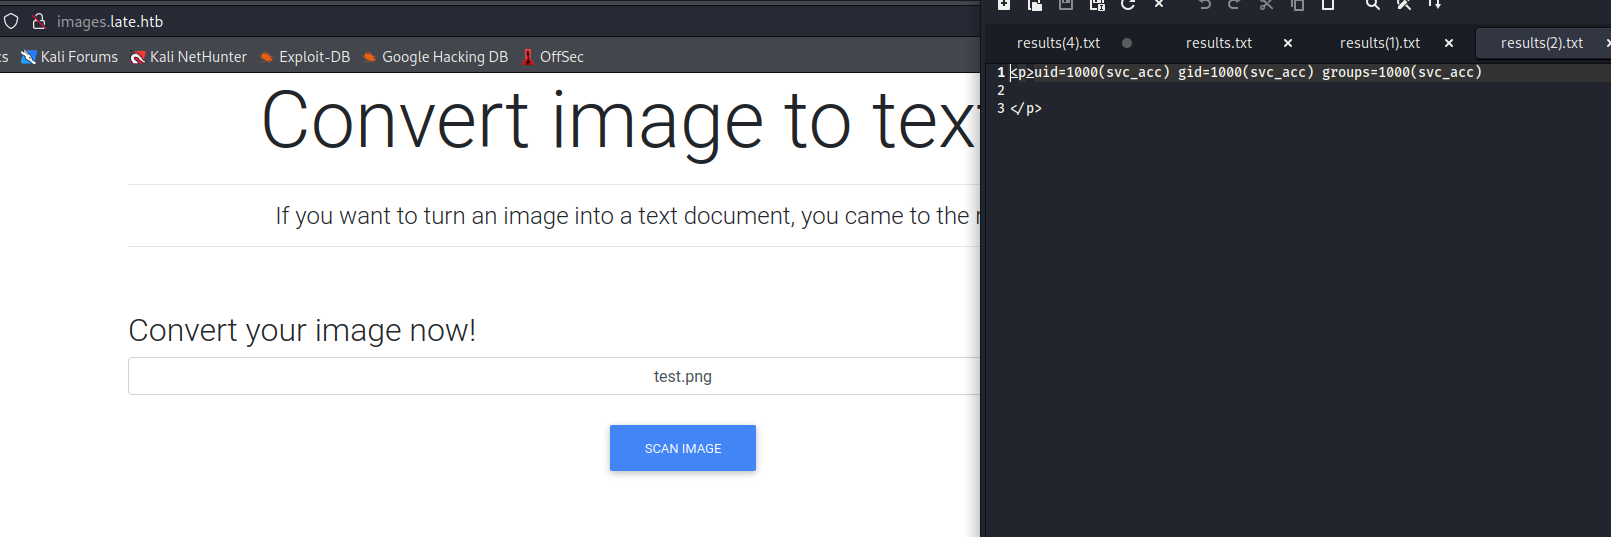 images.late.htb
Kali Forums Kali NetHunter Exploit-DB Google Hacking DB OffSec
Convert image to
If you want to turn an image into a text document, you came to the
Convert your image now!
test.png
SCAN IMAGE
results(4).txt results.txt results(1).txt results(2).txt
1 <p>uid=1000(svc_acc) gid=1000(svc_acc) groups=1000(svc_acc)
2
3 </p>